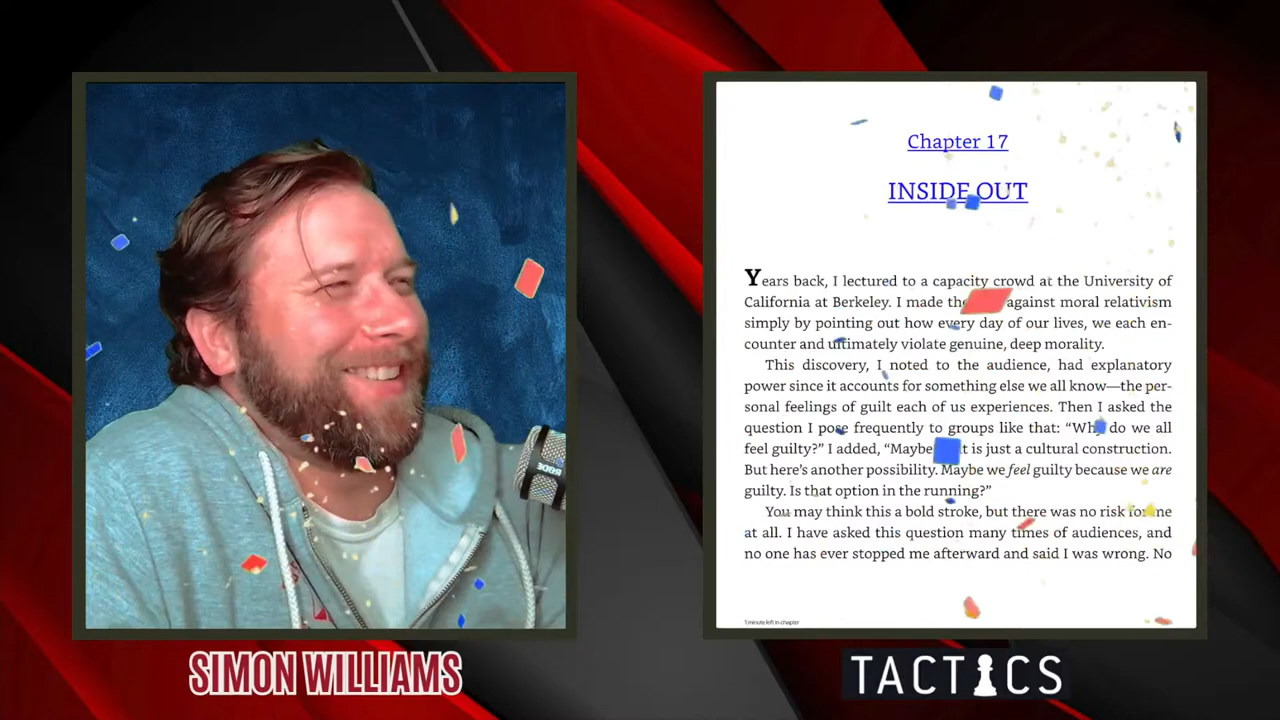 Chapter 17
INSIDE OUT
Years back, I lectured to a capacity crowd at the University of
California at Berkeley. I made the against moral relativism
simply by pointing out how every day of our lives, we each en-
counter and ultimately violate genuine, deep morality.
This discovery, I noted to the audience, had explanatory
power since it accounts for something else we all know—the per-
sonal feelings of guilt each of us experiences. Then I asked the
question I pose frequently to groups like that: “Why do we all
feel guilty?” I added, “Maybe is just a cultural construction.
But here’s another possibility. Maybe we feel guilty because we are
guilty. Is that option in the running?”
You may think this a bold stroke, but there was no risk for me
at all. I have asked this question many times of audiences, and
no one has ever stopped me afterward and said I was wrong. No
1 minute left in chapter
RODE
SIMON WILLIAMS
TACTICS